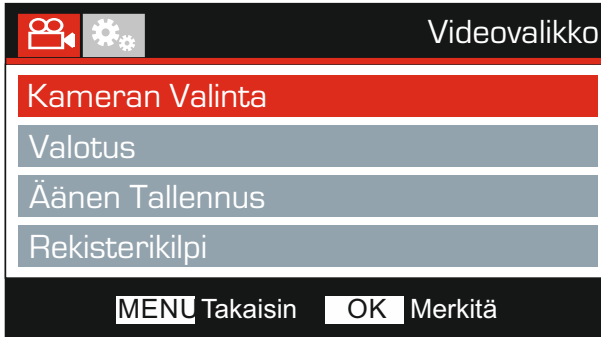 Videovalikko
Kameran Valinta
Valotus
Äänen Tallennus
Rekisterikilpi
MENU Takaisin OK Merkitä